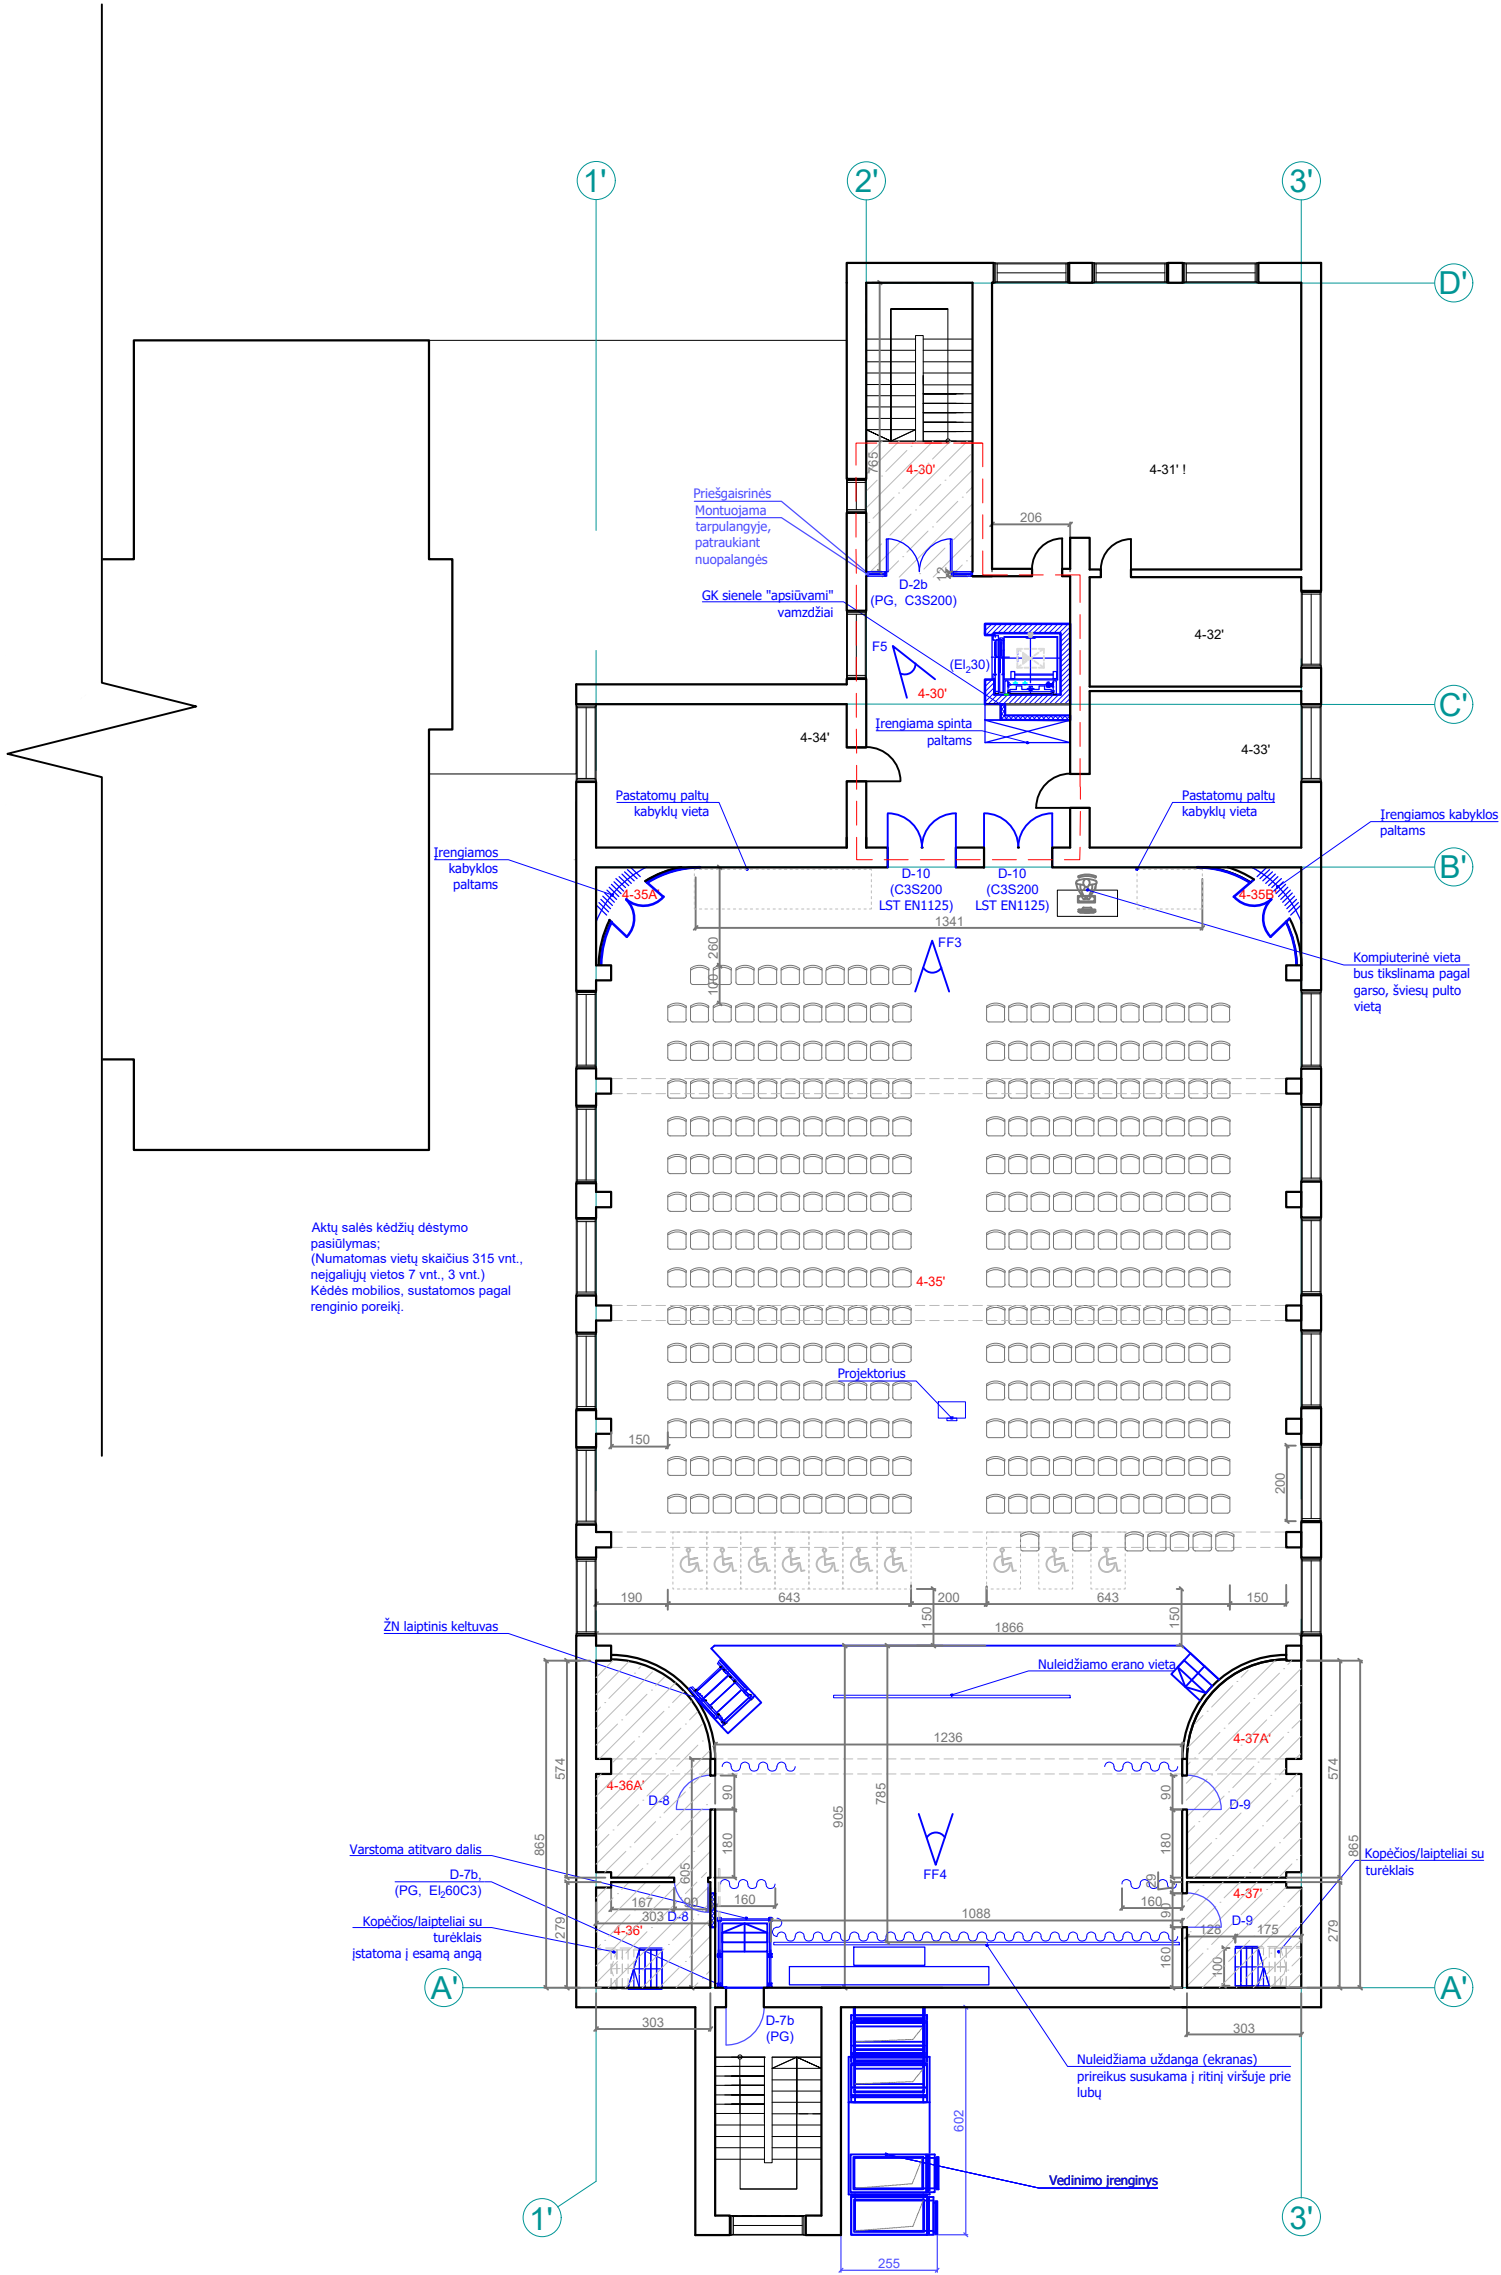 1'
2'
3'
D'
765
4-30'
4-31' !
Priešgaisrinės
Montuojama
tarpulangyje,
patraukiant
nuopalangės
206
12
D-2b
(PG, C3S200)
GK sienele "apsiūvami"
vamzdžiai
4-32'
F5
(EI₂30)
4-30'
C'
Įrengiama spinta
paltams
4-34'
4-33'
Pastatomų paltų
kabyklų vieta
Pastatomų paltų
kabyklų vieta
Įrengiamos kabyklos
paltams
Įrengiamos
kabyklos
paltams
B'
4-35A'
D-10
(C3S200
LST EN1125)
D-10
(C3S200
LST EN1125)
4-35B'
1341
260
100
FF3
Kompiuterinė vieta
bus tikslinama pagal
garso, šviesų pulto
vietą
Aktų salės kėdžių dėstymo
pasiūlymas;
(Numatomas vietų skaičius 315 vnt.,
neįgaliųjų vietos 7 vnt., 3 vnt.)
Kėdės mobilios, sustatomos pagal
renginio poreikį.
4-35'
Projektorius
150
200
190
643
200
643
150
150
150
1866
ŽN laiptinis keltuvas
Nuleidžiamo erano vieta
1236
4-37A'
574
574
4-36A'
D-8
90
905
785
90
D-9
865
865
180
180
605
FF4
Varstoma atitvaro dalis
D-7b,
(PG, EI₂60C3)
Kopėčios/laipteliai su
turėklais
Kopėčios/laipteliai su
turėklais
įstatoma į esamą angą
167
90
303
D-8
4-36'
279
160
1088
160
29
90
4-37'
D-9
128
175
279
160
100
A'
A'
303
303
D-7b
(PG)
Nuleidžiama uždanga (ekranas)
prireikus susukama į ritinį viršuje prie
lubų
602
Vedinimo įrenginys
1'
3'
255